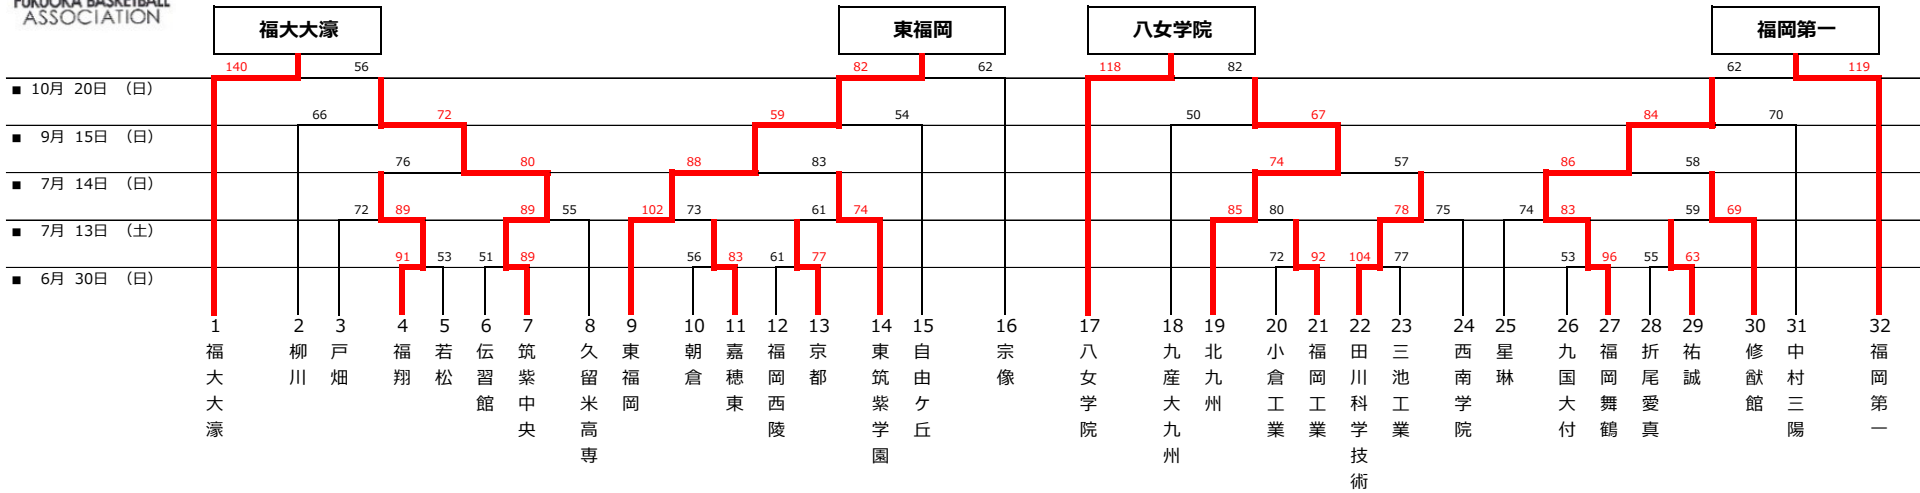 FUKUOKA BASKETBALL
ASSOCIATION
福大大濠 東福岡 八女学院 福岡第一
140 56 82 62 118 82 62 119
■ 10月 20日 （日）
66 72 59 54 50 67 84 70
■ 9月 15日 （日）
76 80 88 83 74 57 86 58
■ 7月 14日 （日）
72 89 89 55 102 73 61 74 85 80 78 75 74 83 59 69
■ 7月 13日 （土）
91 53 51 89 56 83 61 77 72 92 104 77 53 96 55 63
■ 6月 30日 （日）
1 2 3 4 5 6 7 8 9 10 11 12 13 14 15 16 17 18 19 20 21 22 23 24 25 26 27 28 29 30 31 32
福大大濠
柳川
戸畑
福翔
若松
伝習館
筑紫中央
久留米高専
東福岡
朝倉
嘉穂東
福岡西陵
京都
東筑紫学園
自由ケ丘
宗像
八女学院
九産大九州
北九州
小倉工業
福岡工業
田川科学技術
三池工業
西南学院
星琳
九国大付
福岡舞鶴
折尾愛真
祐誠
修猷館
中村三陽
福岡第一